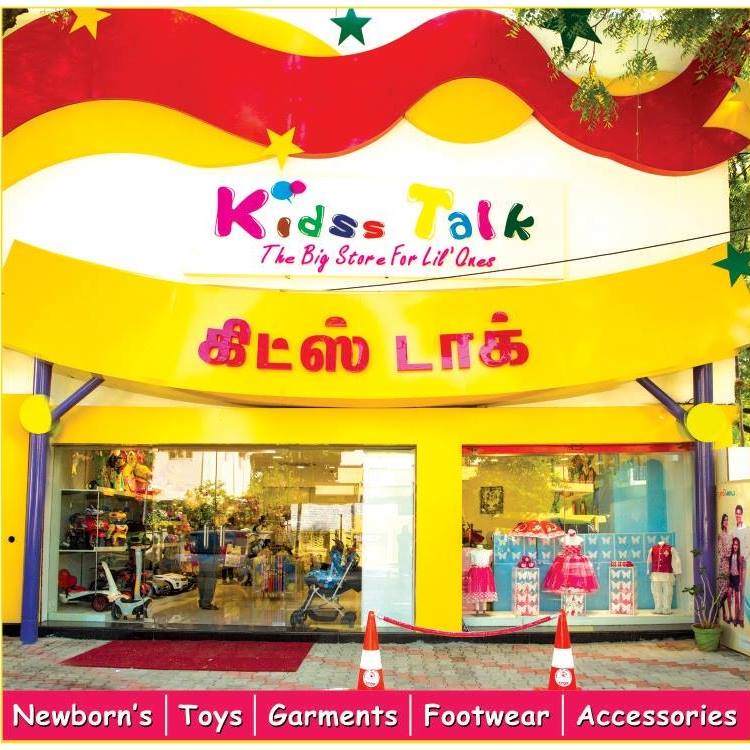 Kidss Talk
The Big Store For Lil' Ones
கிட்ஸ் டாக்
Newborn's | Toys | Garments | Footwear | Accessories